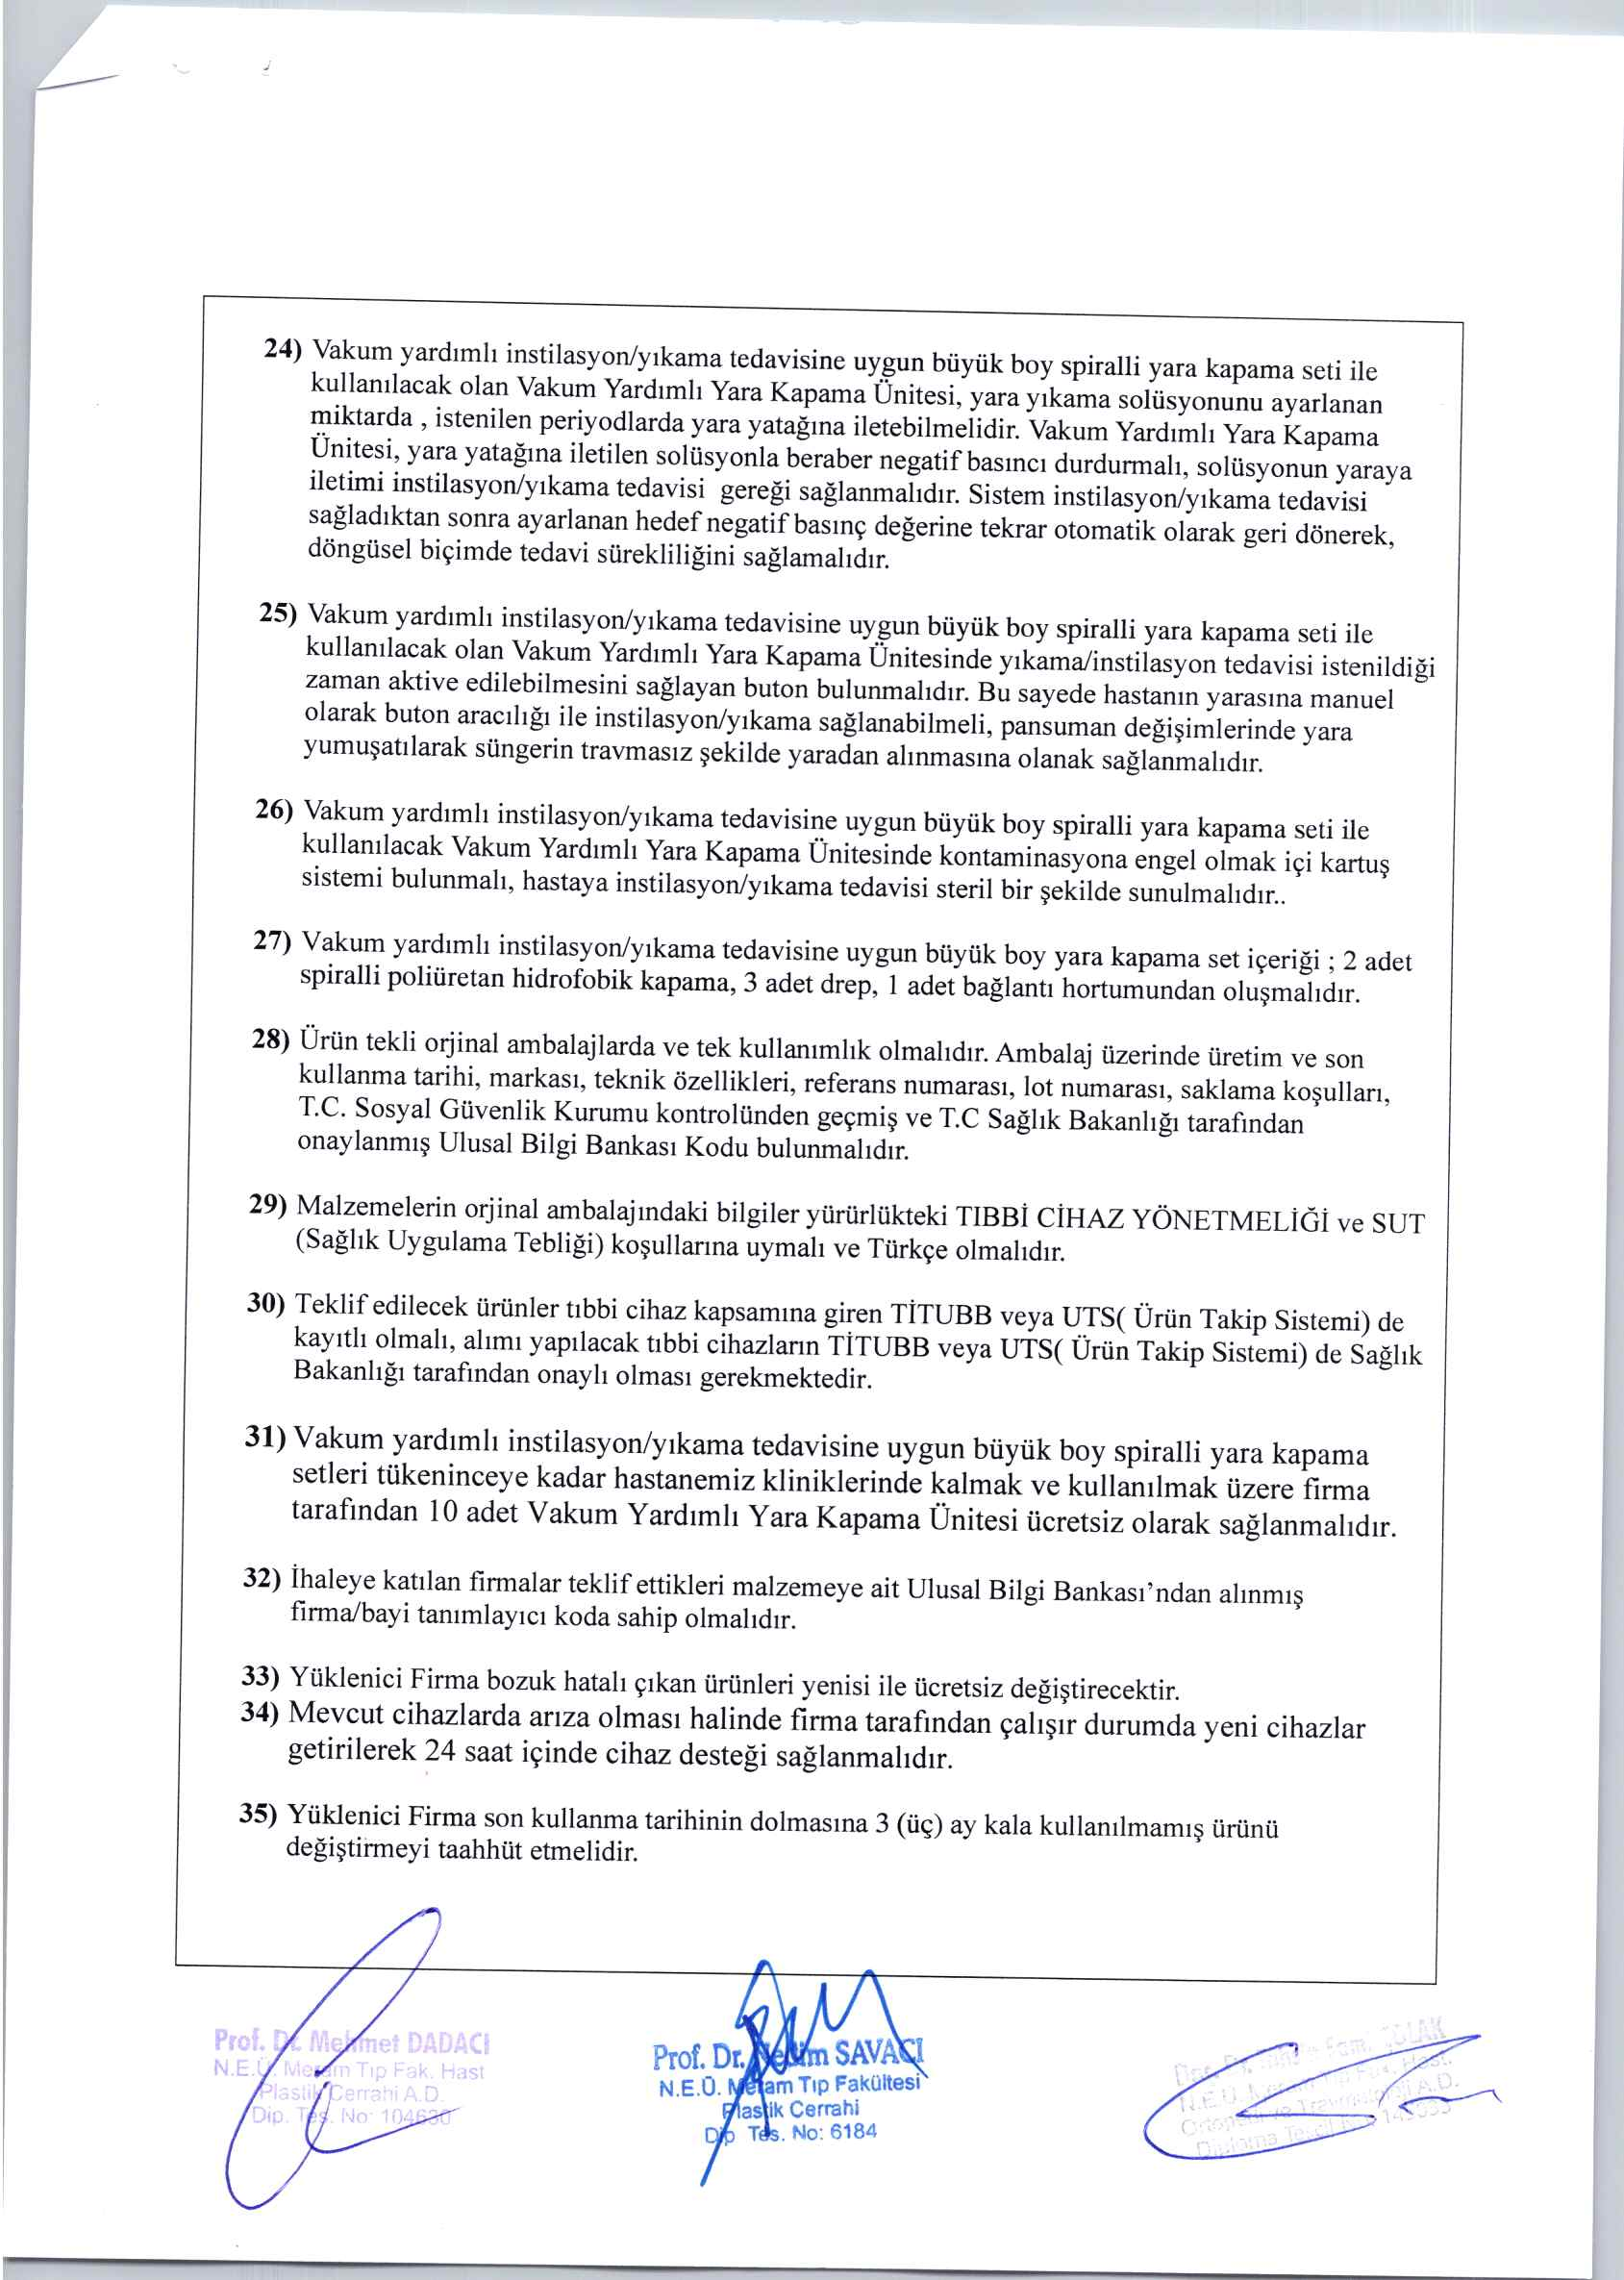 24) Vakum yardımlı instilasyon/yıkama tedavisine uygun büyük boy spiralli yara kapama seti ile
kullanılacak olan Vakum Yardımlı Yara Kapama Ünitesi, yara yıkama solüsyonunu ayarlanan
miktarda , istenilen periyodlarda yara yatağına iletebilmelidir. Vakum Yardımlı Yara Kapama
Ünitesi, yara yatağına iletilen solüsyonla beraber negatif basıncı durdurmalı, solüsyonun yaraya
iletimi instilasyon/yıkama tedavisi gereği sağlanmalıdır. Sistem instilasyon/yıkama tedavisi
sağladıktan sonra ayarlanan hedef negatif basınç değerine tekrar otomatik olarak geri dönerek,
döngüsel biçimde tedavi sürekliliğini sağlamalıdır.
25) Vakum yardımlı instilasyon/yıkama tedavisine uygun büyük boy spiralli yara kapama seti ile
kullanılacak olan Vakum Yardımlı Yara Kapama Ünitesinde yıkama/instilasyon tedavisi istenildiği
zaman aktive edilebilmesini sağlayan buton bulunmalıdır. Bu sayede hastanın yarasına manuel
olarak buton aracılığı ile instilasyon/yıkama sağlanabilmeli, pansuman değişimlerinde yara
yumuşatılarak süngerin travmasız şekilde yaradan alınmasına olanak sağlanmalıdır.
26) Vakum yardımlı instilasyon/yıkama tedavisine uygun büyük boy spiralli yara kapama seti ile
kullanılacak Vakum Yardımlı Yara Kapama Ünitesinde kontaminasyona engel olmak içi kartuş
sistemi bulunmalı, hastaya instilasyon/yıkama tedavisi steril bir şekilde sunulmalıdır..
27) Vakum yardımlı instilasyon/yıkama tedavisine uygun büyük boy yara kapama set içeriği ; 2 adet
spiralli poliüretan hidrofobik kapama, 3 adet drep, 1 adet bağlantı hortumundan oluşmalıdır.
28) Ürün tekli orjinal ambalajlarda ve tek kullanımlık olmalıdır. Ambalaj üzerinde üretim ve son
kullanma tarihi, markası, teknik özellikleri, referans numarası, lot numarası, saklama koşulları,
T.C. Sosyal Güvenlik Kurumu kontrolünden geçmiş ve T.C Sağlık Bakanlığı tarafından
onaylanmış Ulusal Bilgi Bankası Kodu bulunmalıdır.
29) Malzemelerin orjinal ambalajındaki bilgiler yürürlükteki TIBBİ CİHAZ YÖNETMELİĞİ ve SUT
(Sağlık Uygulama Tebliği) koşullarına uymalı ve Türkçe olmalıdır.
30) Teklif edilecek ürünler tıbbi cihaz kapsamına giren TİTUBB veya UTS( Ürün Takip Sistemi) de
kayıtlı olmalı, alımı yapılacak tıbbi cihazların TİTUBB veya UTS( Ürün Takip Sistemi) de Sağlık
Bakanlığı tarafından onaylı olması gerekmektedir.
31) Vakum yardımlı instilasyon/yıkama tedavisine uygun büyük boy spiralli yara kapama
setleri tükeninceye kadar hastanemiz kliniklerinde kalmak ve kullanılmak üzere firma
tarafından 10 adet Vakum Yardımlı Yara Kapama Ünitesi ücretsiz olarak sağlanmalıdır.
32) İhaleye katılan firmalar teklif ettikleri malzemeye ait Ulusal Bilgi Bankası'ndan alınmış
firma/bayi tanımlayıcı koda sahip olmalıdır.
33) Yüklenici Firma bozuk hatalı çıkan ürünleri yenisi ile ücretsiz değiştirecektir.
34) Mevcut cihazlarda arıza olması halinde firma tarafından çalışır durumda yeni cihazlar
getirilerek 24 saat içinde cihaz desteği sağlanmalıdır.
35) Yüklenici Firma son kullanma tarihinin dolmasına 3 (üç) ay kala kullanılmamış ürünü
değiştirmeyi taahhüt etmelidir.
Prof. Dr. Mehmet DADACI
N.E.Ü. Meram Tıp Fak. Hast
Plastik Cerrahi A.D.
Dip. Tes. No: 104630
Prof. Dr. Nedim SAVACI
N.E.Ü. Meram Tıp Fakültesi
Plastik Cerrahi
Dip Tes. No: 6184
Doç. Dr.
N.E.Ü. Meram Tıp Fak. Hast.
Ortopedi ve Travmatoloji A.D.
Diploma Tescil